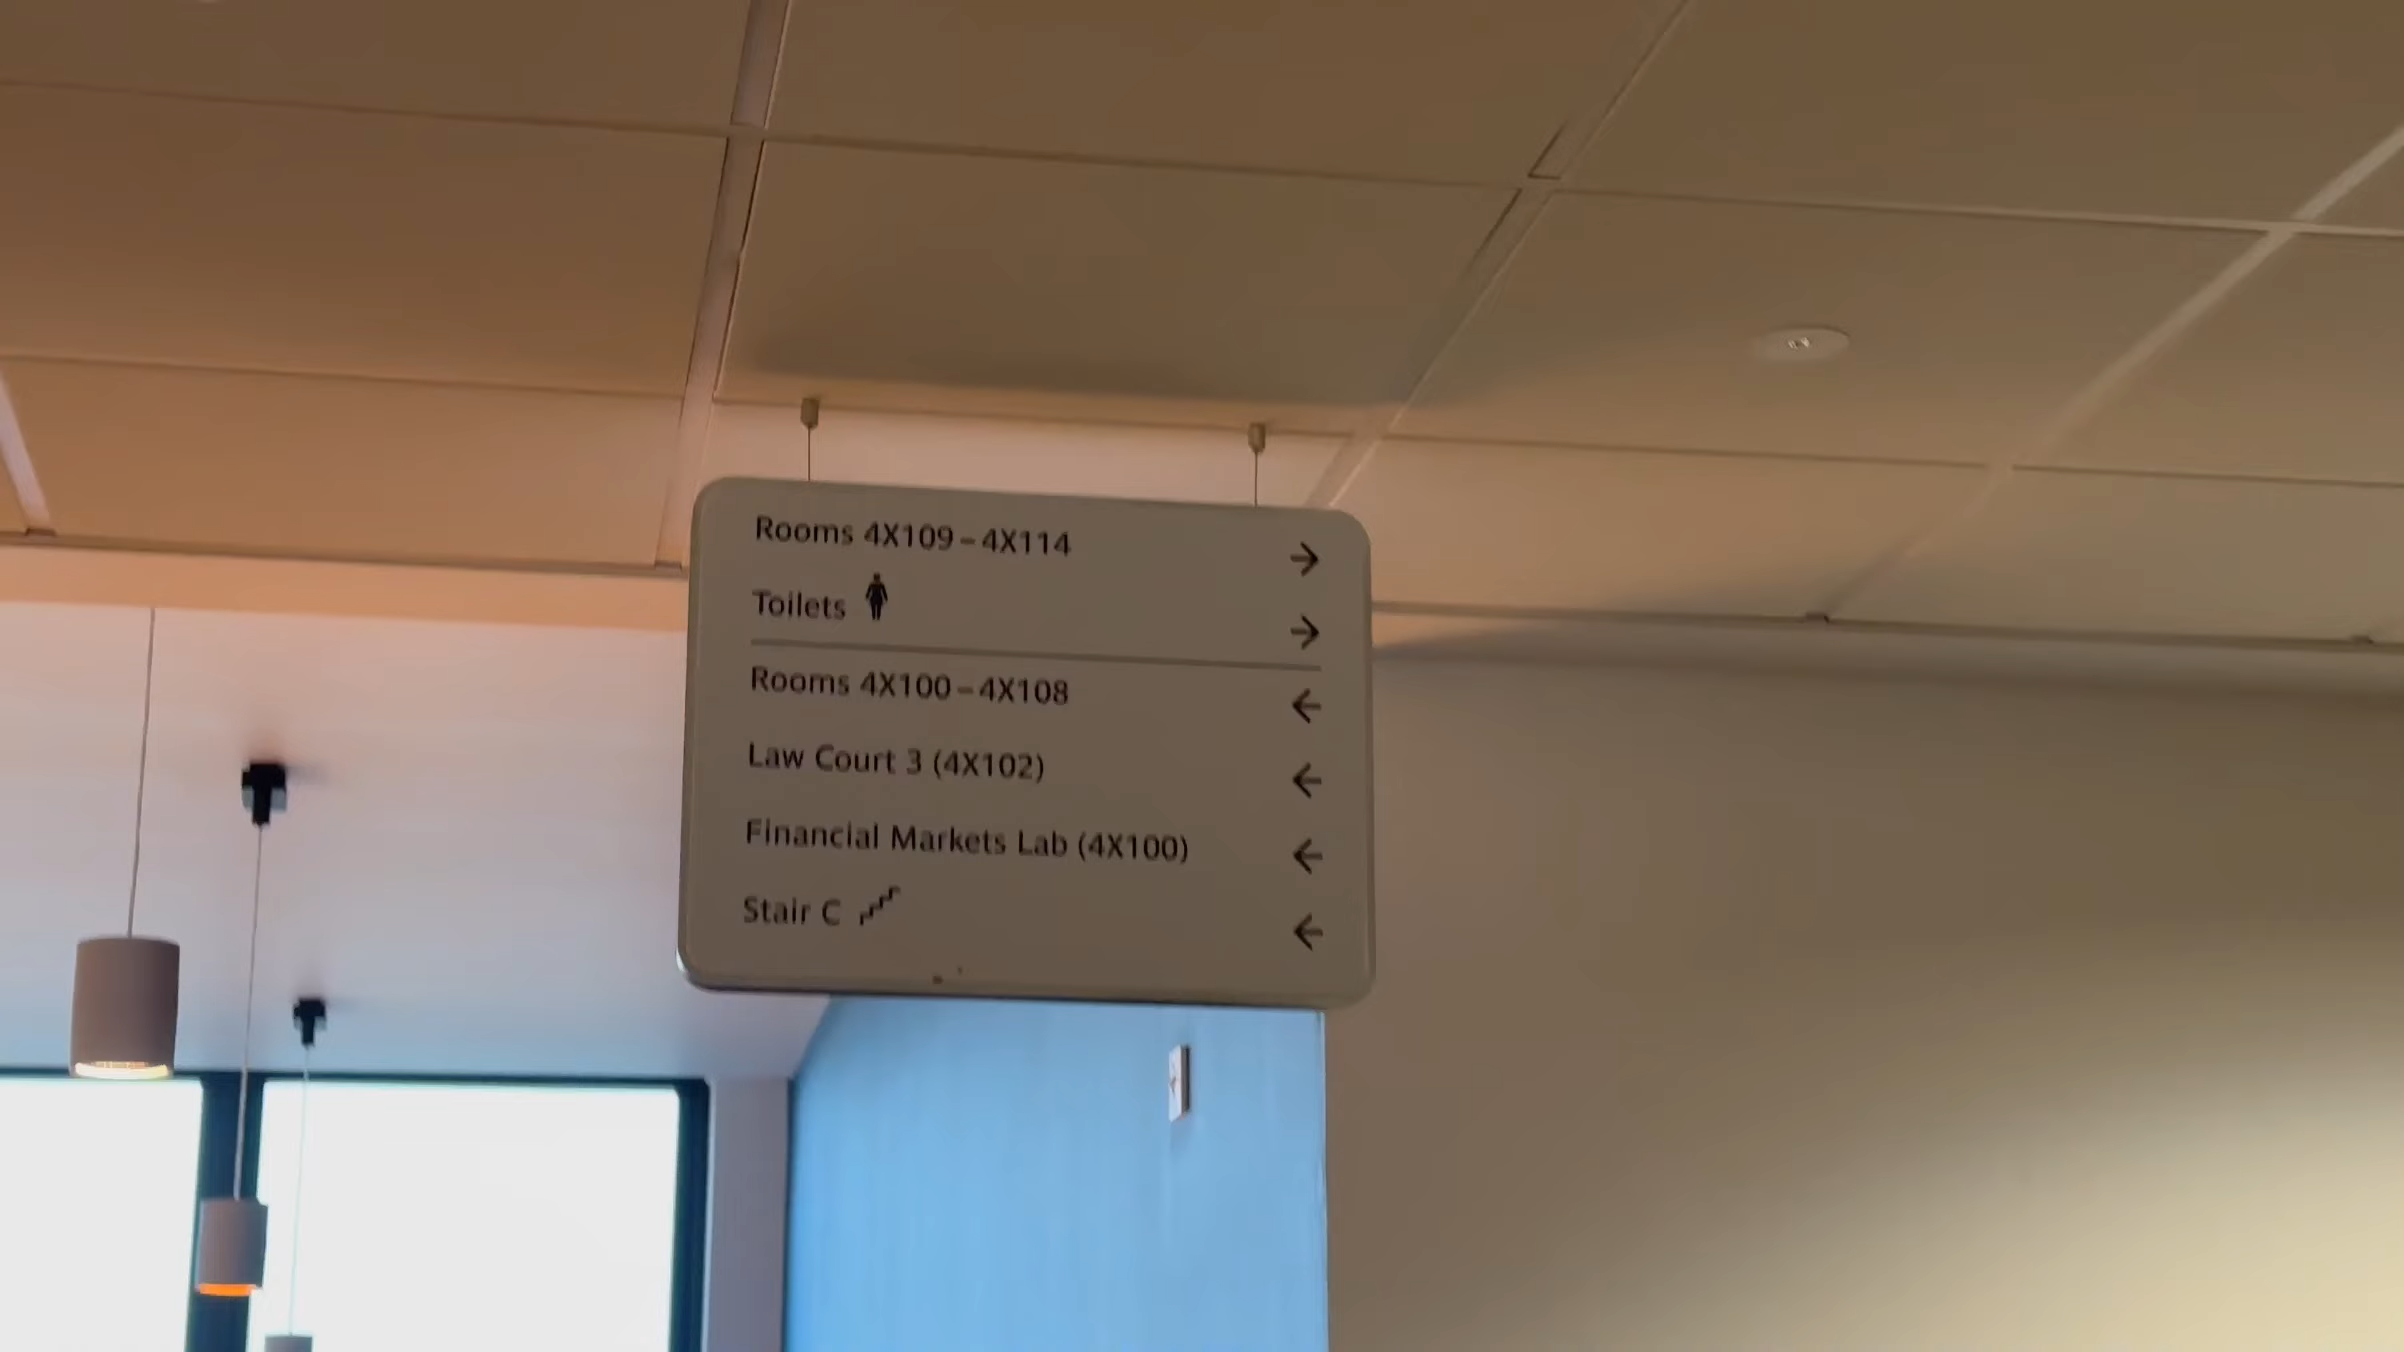 Rooms 4X109–4X114 →
Toilets →
Rooms 4X100–4X108 ←
Law Court 3 (4X102) ←
Financial Markets Lab (4X100) ←
Stair C ←